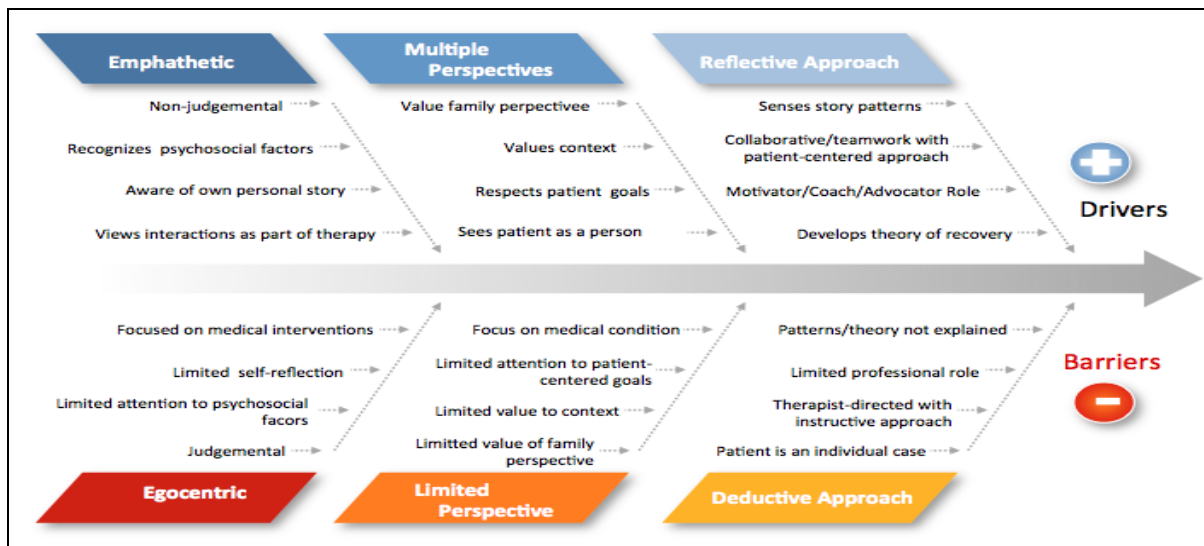 Emphathetic
Multiple
Perspectives
Reflective Approach
Non-judgemental
Value family perpectivee
Senses story patterns
Recognizes psychosocial factors
Values context
Collaborative/teamwork with
patient-centered approach
Aware of own personal story
Respects patient goals
Motivator/Coach/Advocator Role
Views interactions as part of therapy
Sees patient as a person
Develops theory of recovery
Drivers
Focused on medical interventions
Focus on medical condition
Patterns/theory not explained
Limited self-reflection
Limited attention to patient-
centered goals
Limited professional role
Barriers
Limited attention to psychosocial
facors
Limited value to context
Therapist-directed with
instructive approach
Judgemental
Limitted value of family
perspective
Patient is an individual case
Egocentric
Limited
Perspective
Deductive Approach